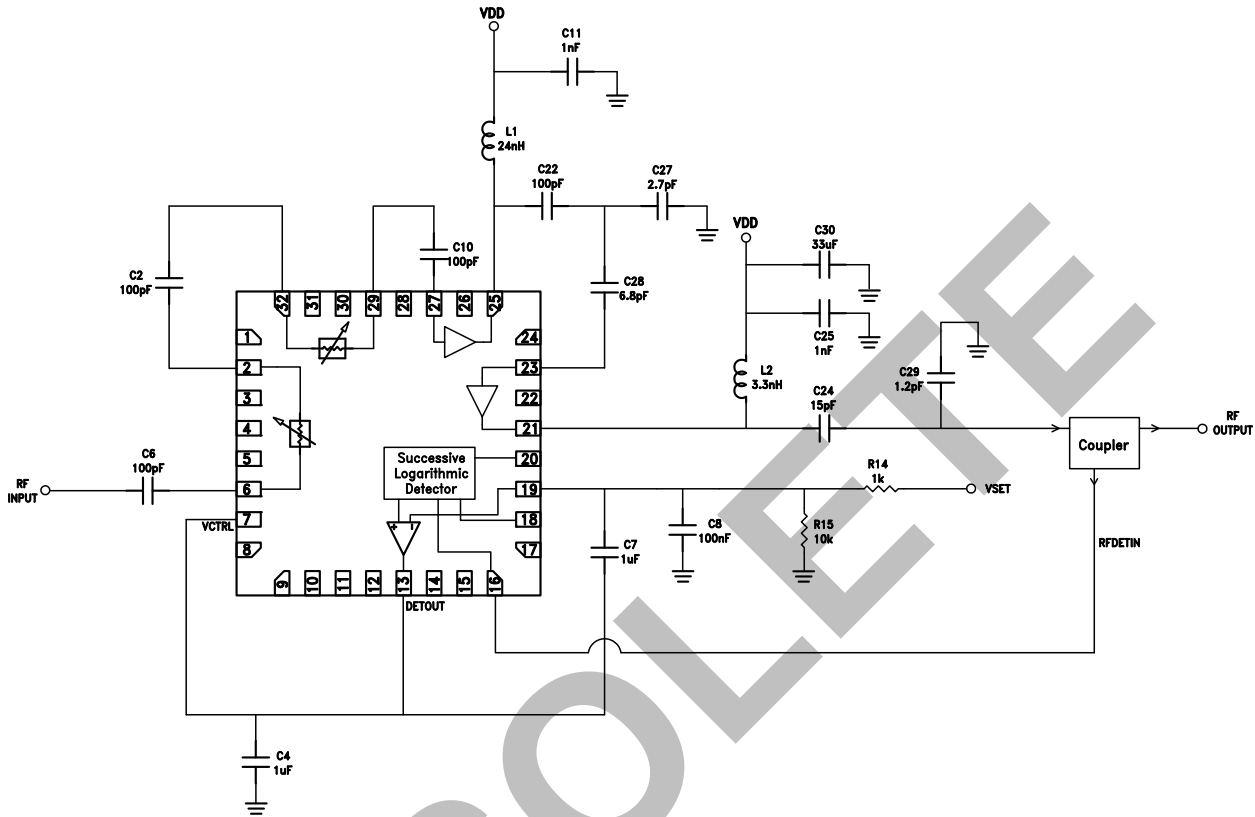 VDD
C11
1nF
L1
24nH
C22
100pF
C27
2.7pF
C2
100pF
C10
100pF
C28
6.8pF
VDD
C30
33uF
C25
1nF
L2
3.3nH
C24
15pF
C29
1.2pF
32
31
30
29
28
27
26
25
1
2
3
4
5
6
7
8
24
23
22
21
20
19
18
17
9
10
11
12
13
14
15
16
Successive
Logarithmic
Detector
+
-
C6
100pF
RF
INPUT
VCTRL
DETOUT
C7
1uF
C8
100nF
R15
10k
R14
1k
VSET
Coupler
RF
OUTPUT
RFDETIN
C4
1uF
OLETE